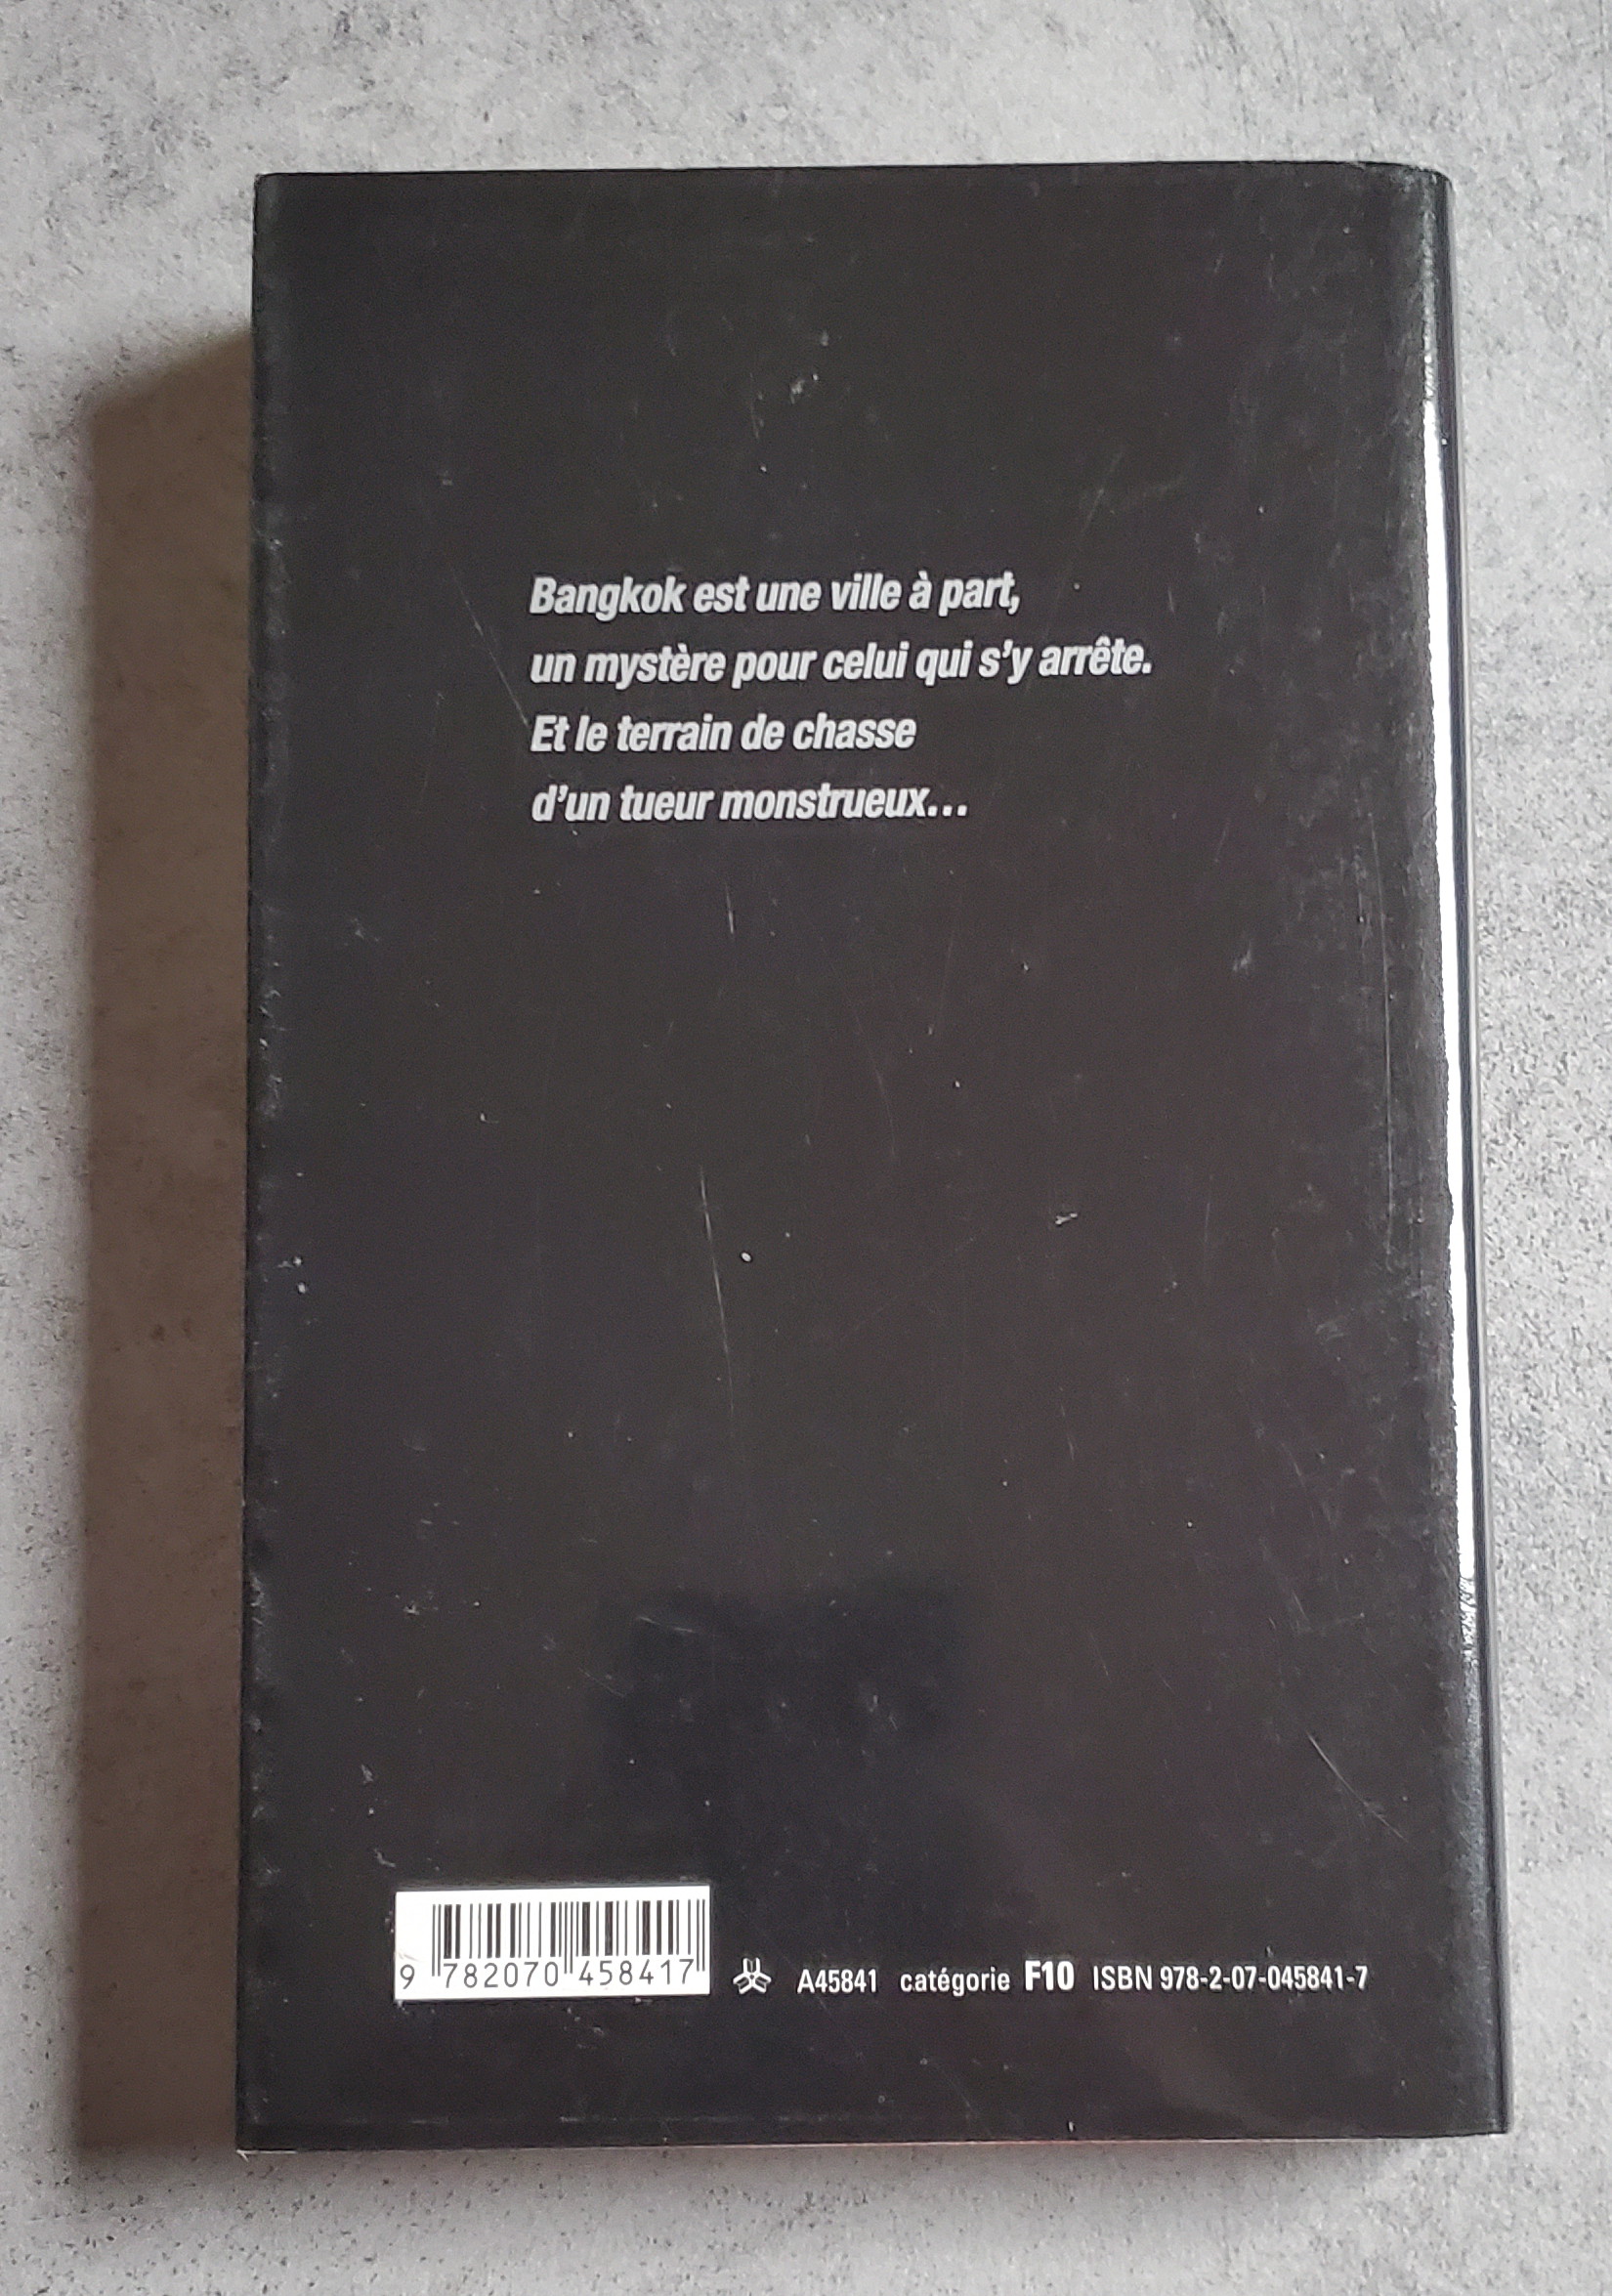 Bangkok est une ville à part,
un mystère pour celui qui s'y arrête.
Et le terrain de chasse
d'un tueur monstrueux...
9 782070 458417 A45841 catégorie F10 ISBN 978-2-07-045841-7